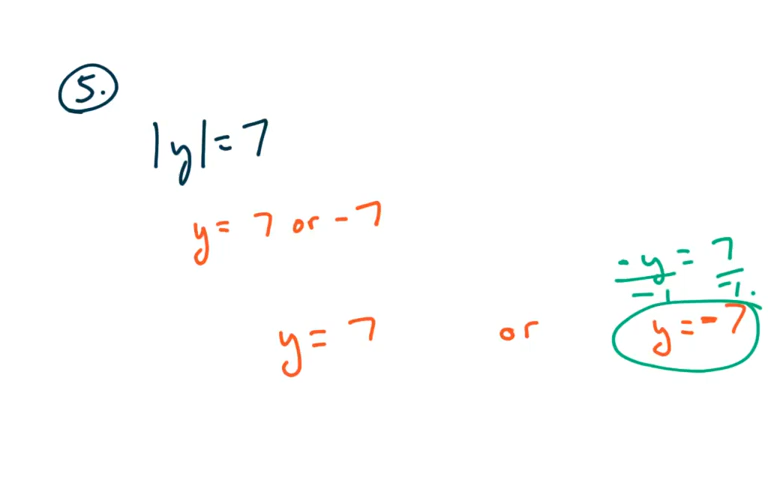 5.
|y| = 7
y = 7 or - 7
-y = 7
-1 -1.
y = 7 or y = - 7